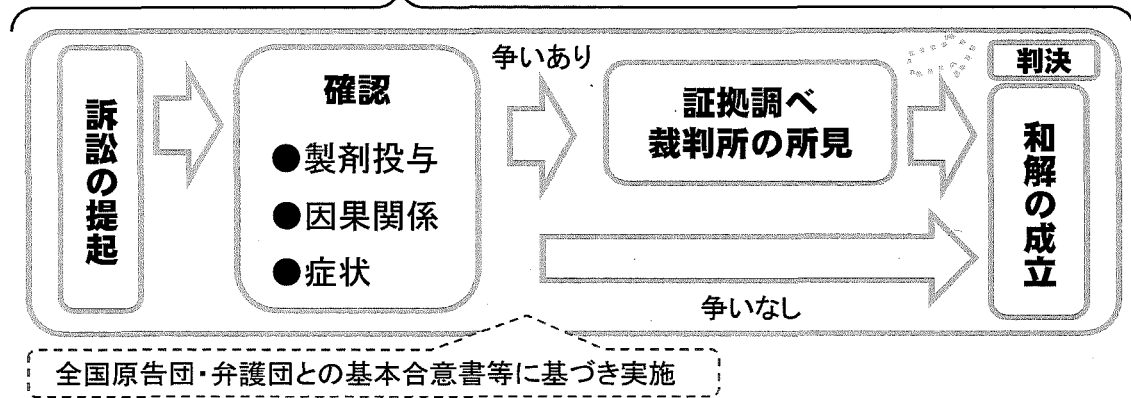 訴訟の提起
確認
●製剤投与
●因果関係
●症状
争いあり
証拠調べ
裁判所の所見
争いなし
判決
和解の成立
全国原告団・弁護団との基本合意書等に基づき実施